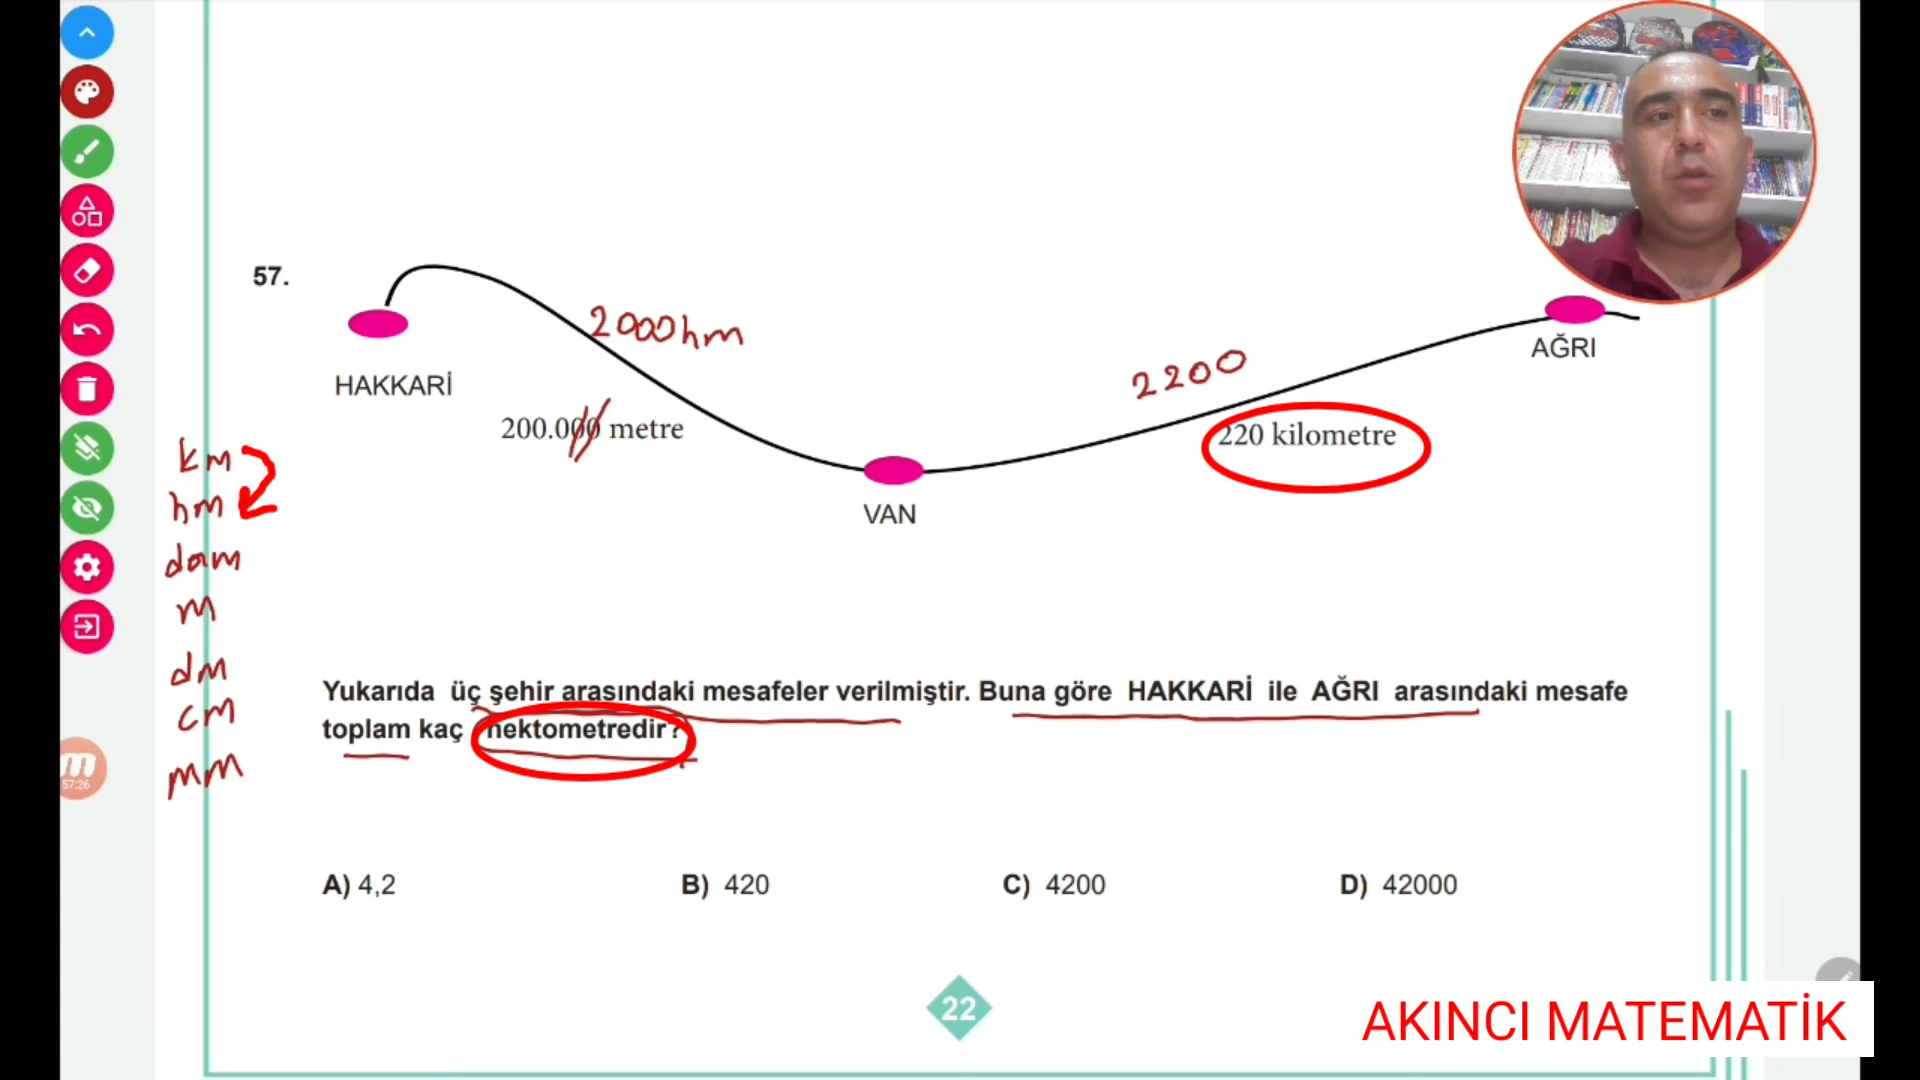 57.
2000hm
HAKKARİ
200.000 metre
2200
AĞRI
220 kilometre
VAN
km
hm
dam
m
dm
cm
mm
57:26
Yukarıda üç şehir arasındaki mesafeler verilmiştir. Buna göre HAKKARİ ile AĞRI arasındaki mesafe
toplam kaç hektometredir?
A) 4,2
B) 420
C) 4200
D) 42000
22
AKINCI MATEMATİK